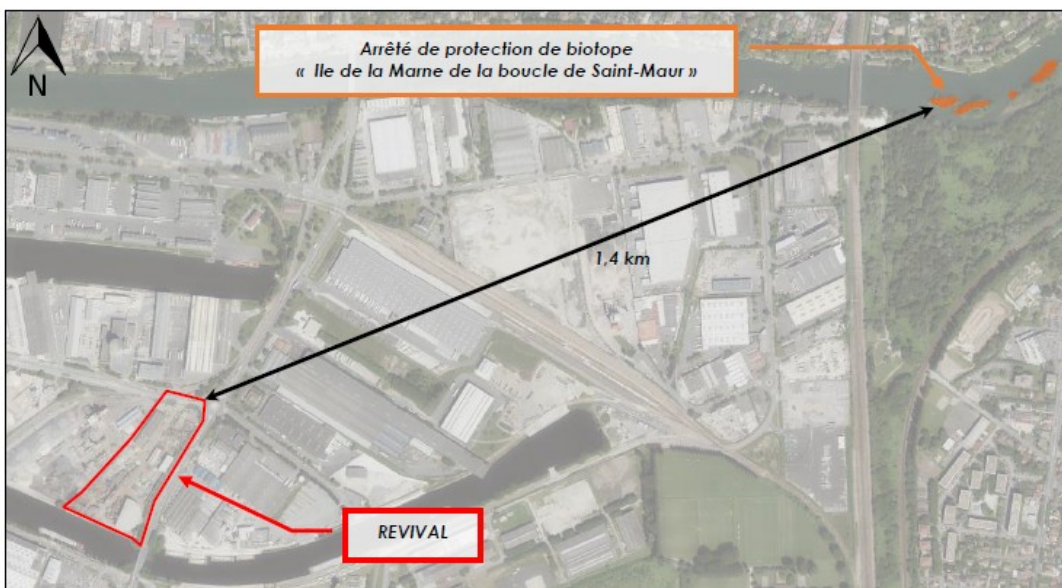 Arrêté de protection de biotope
« Ile de la Marne de la boucle de Saint-Maur »
N
1,4 km
REVIVAL